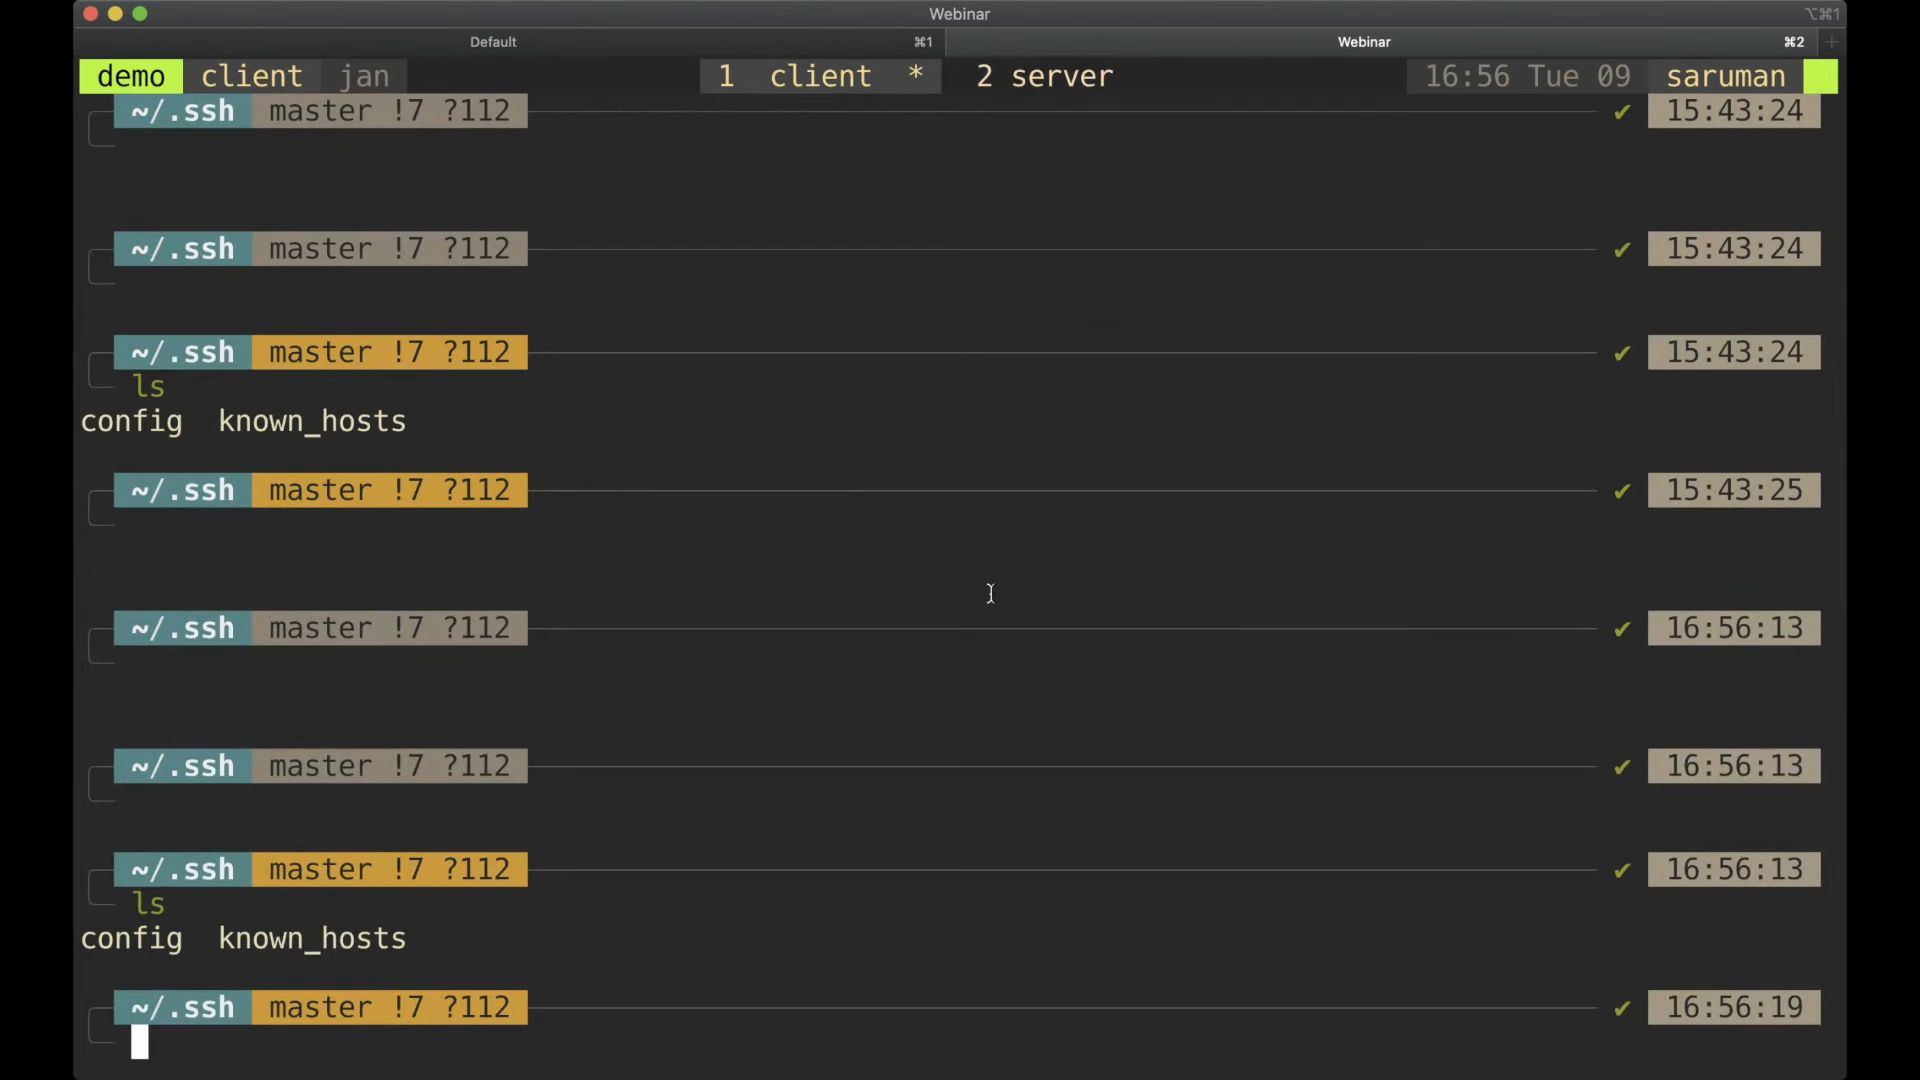 Webinar ⌥⌘1
Default ⌘1 Webinar ⌘2 +
demo client jan 1 client * 2 server 16:56 Tue 09 saruman
~/.ssh master !7 ?112 ✔ 15:43:24
~/.ssh master !7 ?112 ✔ 15:43:24
~/.ssh master !7 ?112 ✔ 15:43:24
ls
config known_hosts
~/.ssh master !7 ?112 ✔ 15:43:25
~/.ssh master !7 ?112 ✔ 16:56:13
~/.ssh master !7 ?112 ✔ 16:56:13
~/.ssh master !7 ?112 ✔ 16:56:13
ls
config known_hosts
~/.ssh master !7 ?112 ✔ 16:56:19